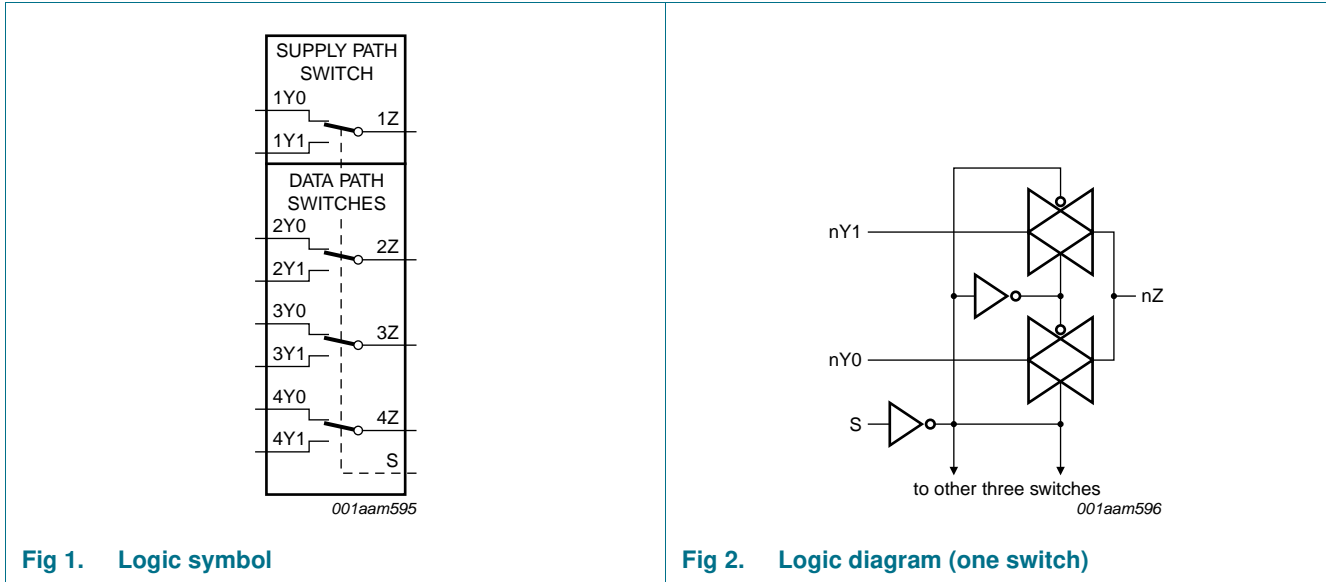 SUPPLY PATH
SWITCH
1Y0
1Z
1Y1
DATA PATH
SWITCHES
2Y0
2Z
2Y1
3Y0
3Z
3Y1
4Y0
4Z
4Y1
S
001aam595
Fig 1. Logic symbol
nY1
nZ
nY0
S
to other three switches
001aam596
Fig 2. Logic diagram (one switch)